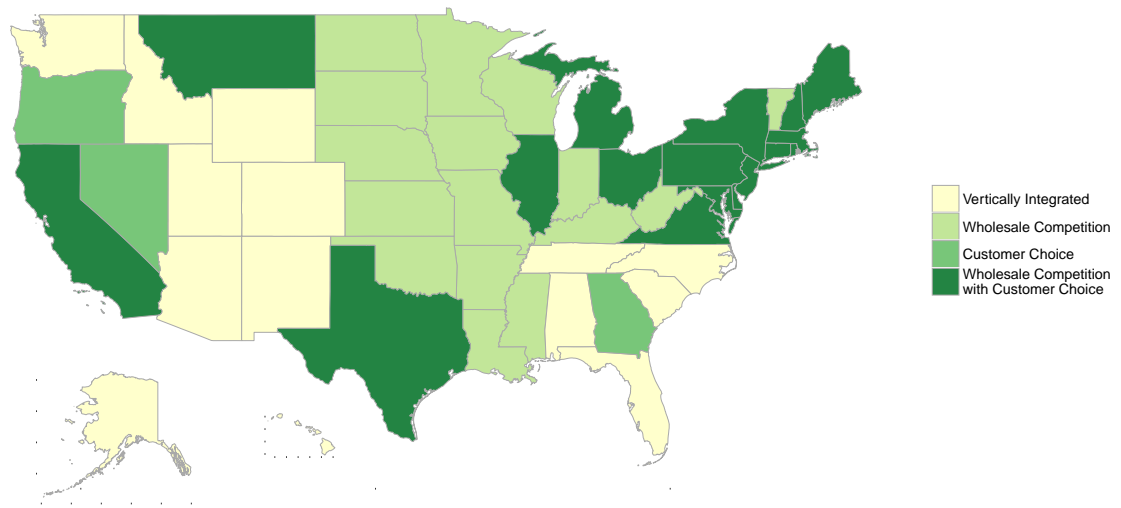 Vertically Integrated
Wholesale Competition
Customer Choice
Wholesale Competition
with Customer Choice